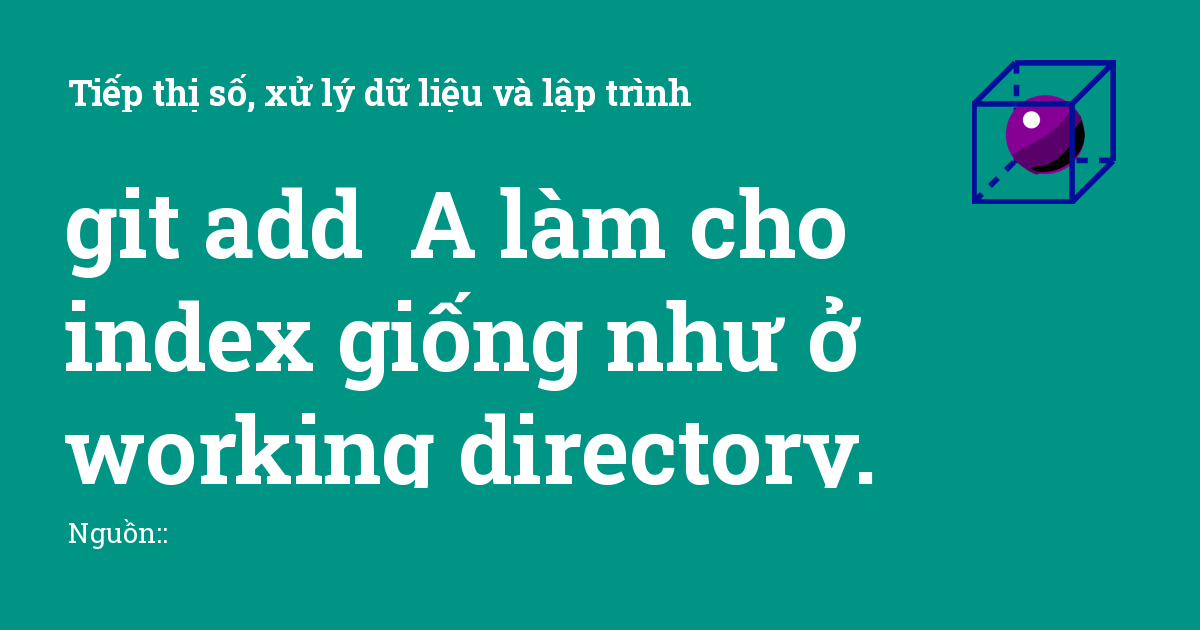 Tiếp thị số, xử lý dữ liệu và lập trình
git add  A làm cho
index giống như ở
working directory.
Nguồn::